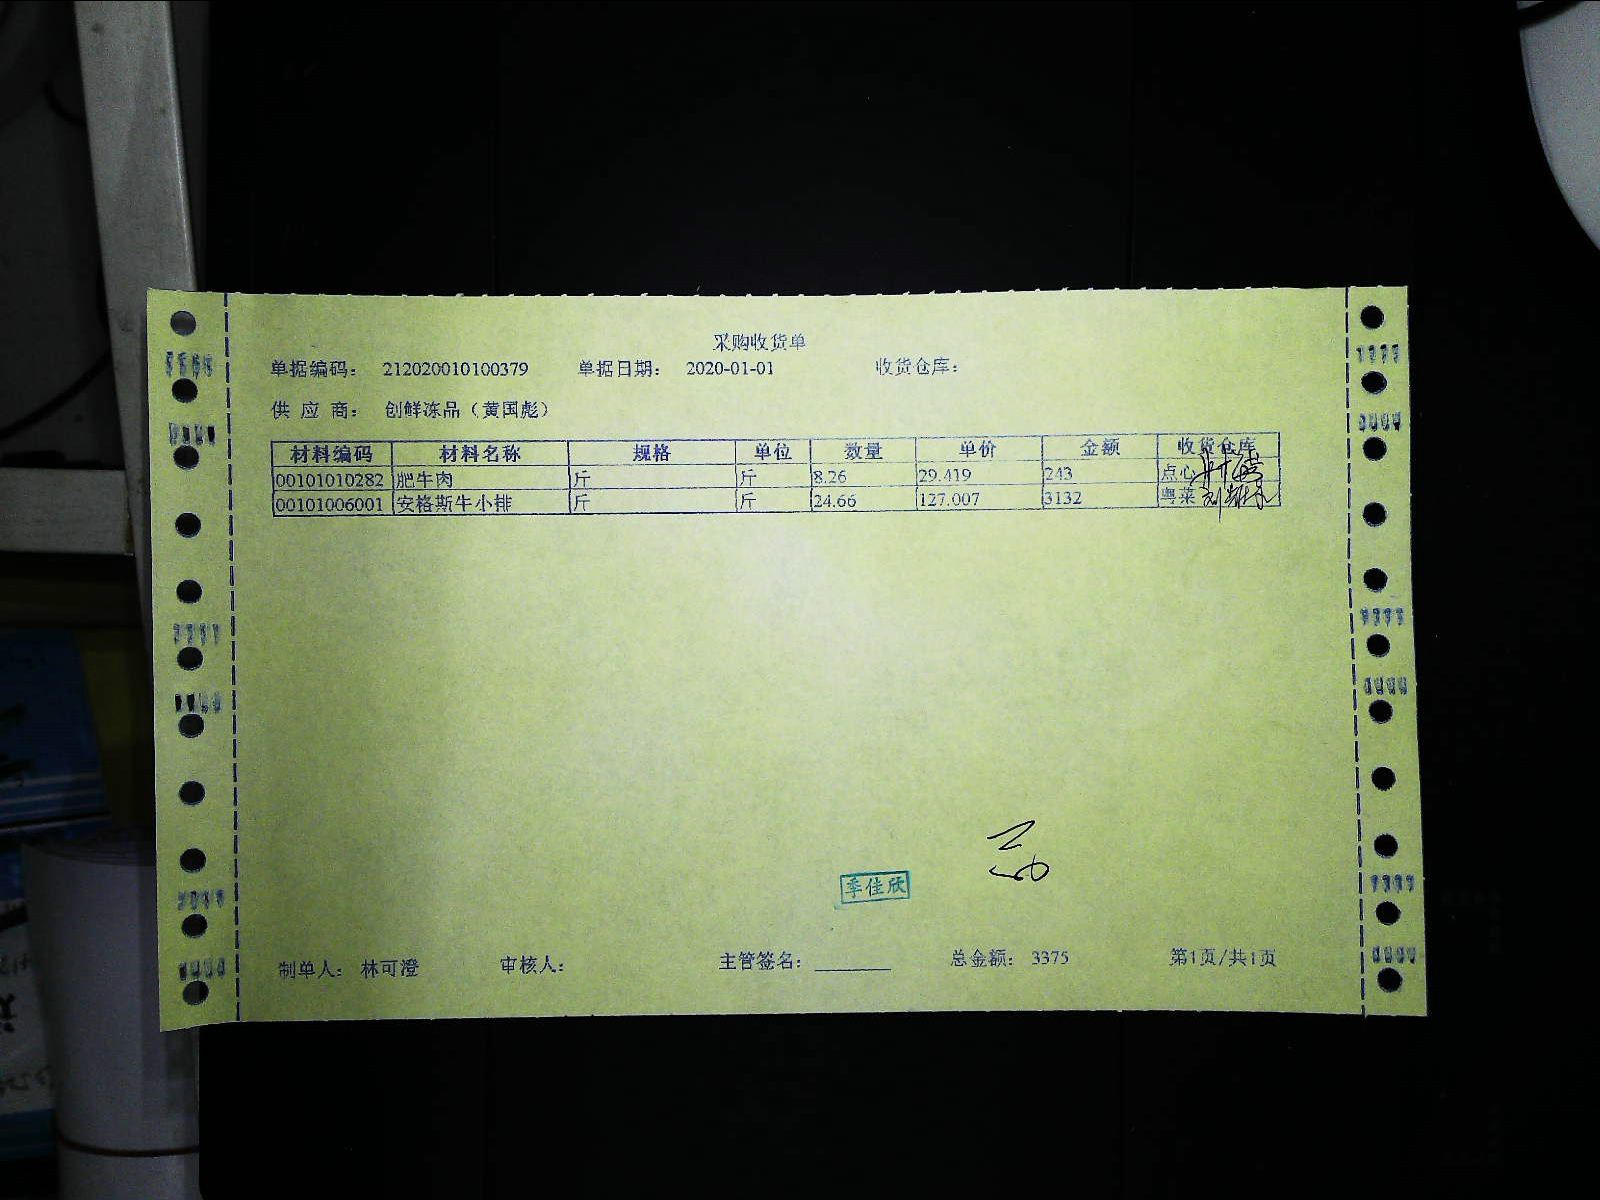 采购收货单
单据编码： 212020010100379 单据日期： 2020-01-01 收货仓库：
供 应 商： 创鲜冻品（黄国彪）
材料编码 材料名称 规格 单位 数量 单价 金额 收货仓库
00101010282 肥牛肉 斤 斤 8.26 29.419 243 点心
00101006001 安格斯牛小排 斤 斤 24.66 127.007 3132 粤菜
季佳欣
制单人： 林可澄 审核人： 主管签名： 总金额： 3375 第1页/共1页